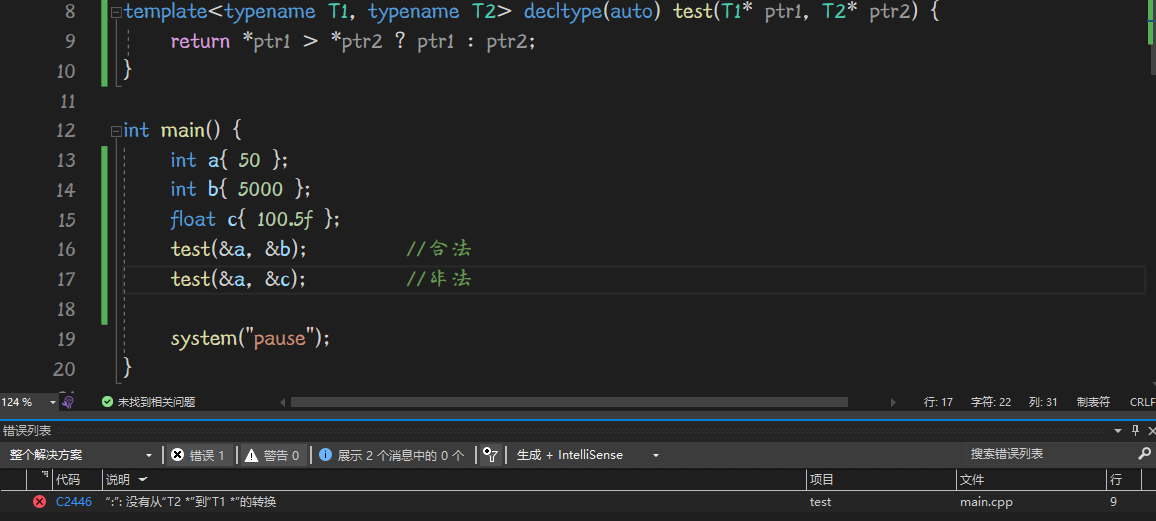 8 template<typename T1, typename T2> decltype(auto) test(T1* ptr1, T2* ptr2) {
9 return *ptr1 > *ptr2 ? ptr1 : ptr2;
10 }
11
12 int main() {
13 int a{ 50 };
14 int b{ 5000 };
15 float c{ 100.5f };
16 test(&a, &b); //合法
17 test(&a, &c); //非法
18
19 system("pause");
20 }
124 % 未找到相关问题 行: 17 字符: 22 列: 31 制表符 CRLF
错误列表
整个解决方案 错误 1 警告 0 展示 2 个消息中的 0 个 生成 + IntelliSense 搜索错误列表
代码 说明 项目 文件 行
C2446 “:”: 没有从“T2 *”到“T1 *”的转换 test main.cpp 9